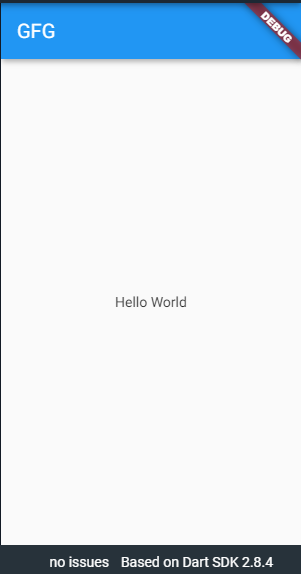 GFG
DEBUG
Hello World
no issues Based on Dart SDK 2.8.4